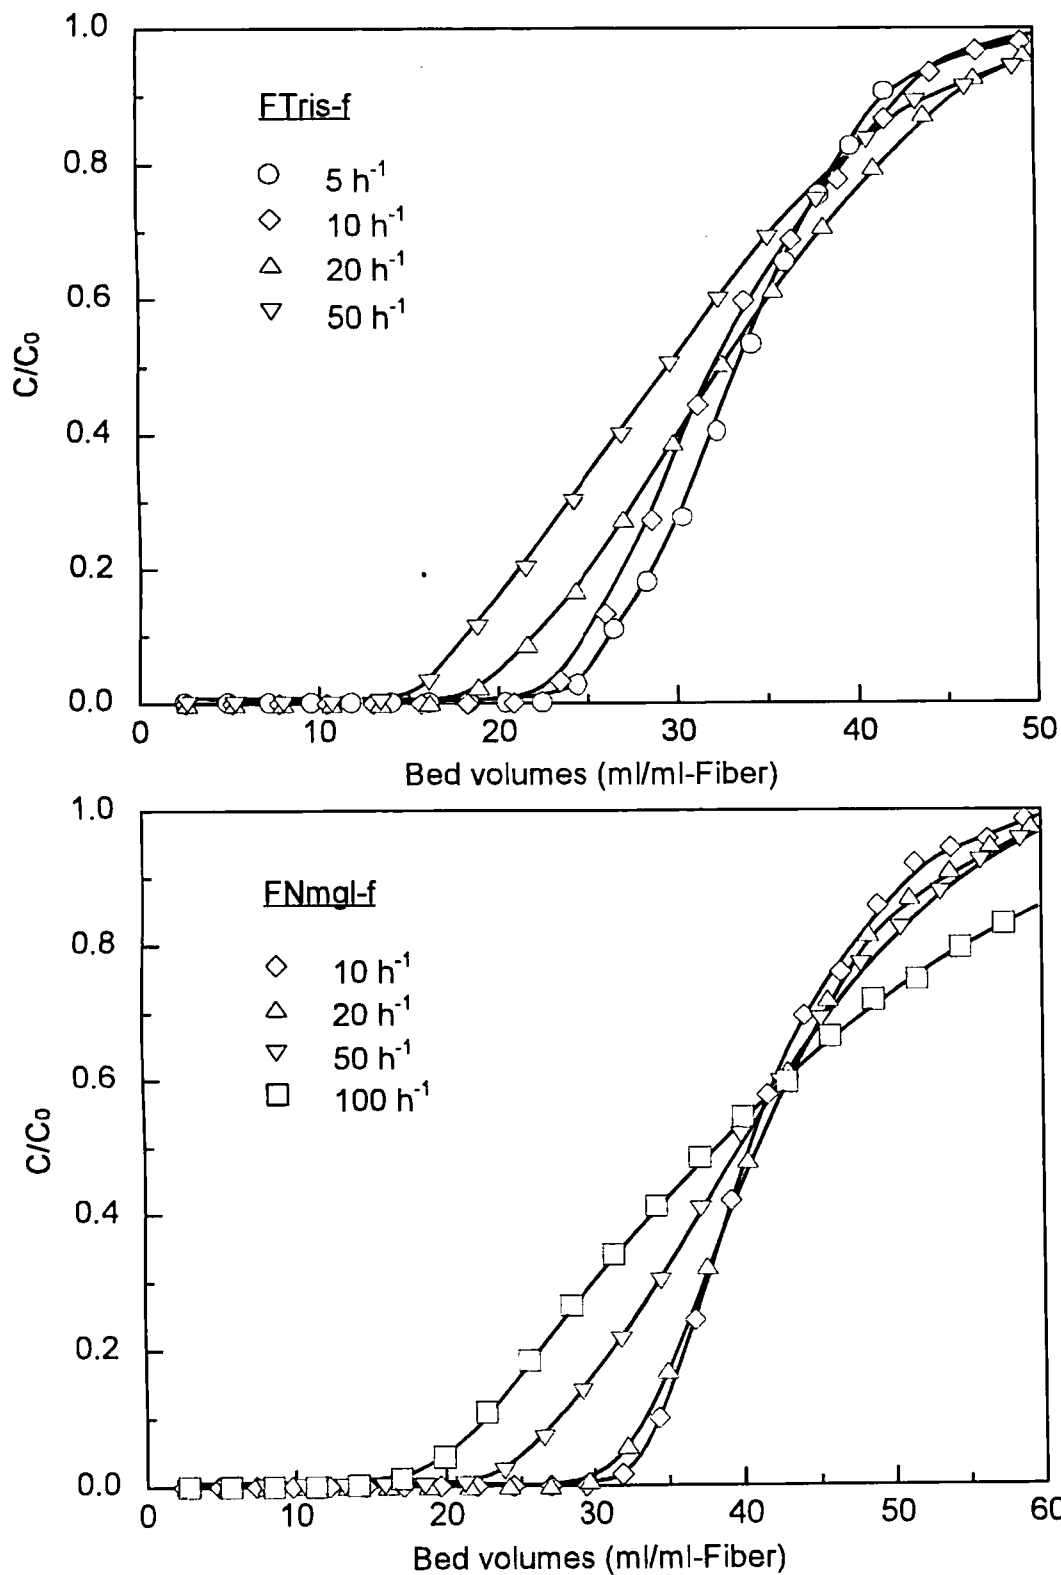 1.0
0.8
0.6
0.4
0.2
0.0
C/C₀
FTris-f
5 h⁻¹
10 h⁻¹
20 h⁻¹
50 h⁻¹
0 10 20 30 40 50
Bed volumes (ml/ml-Fiber)
1.0
0.8
0.6
0.4
0.2
0.0
C/C₀
FNmgl-f
10 h⁻¹
20 h⁻¹
50 h⁻¹
100 h⁻¹
0 10 20 30 40 50 60
Bed volumes (ml/ml-Fiber)